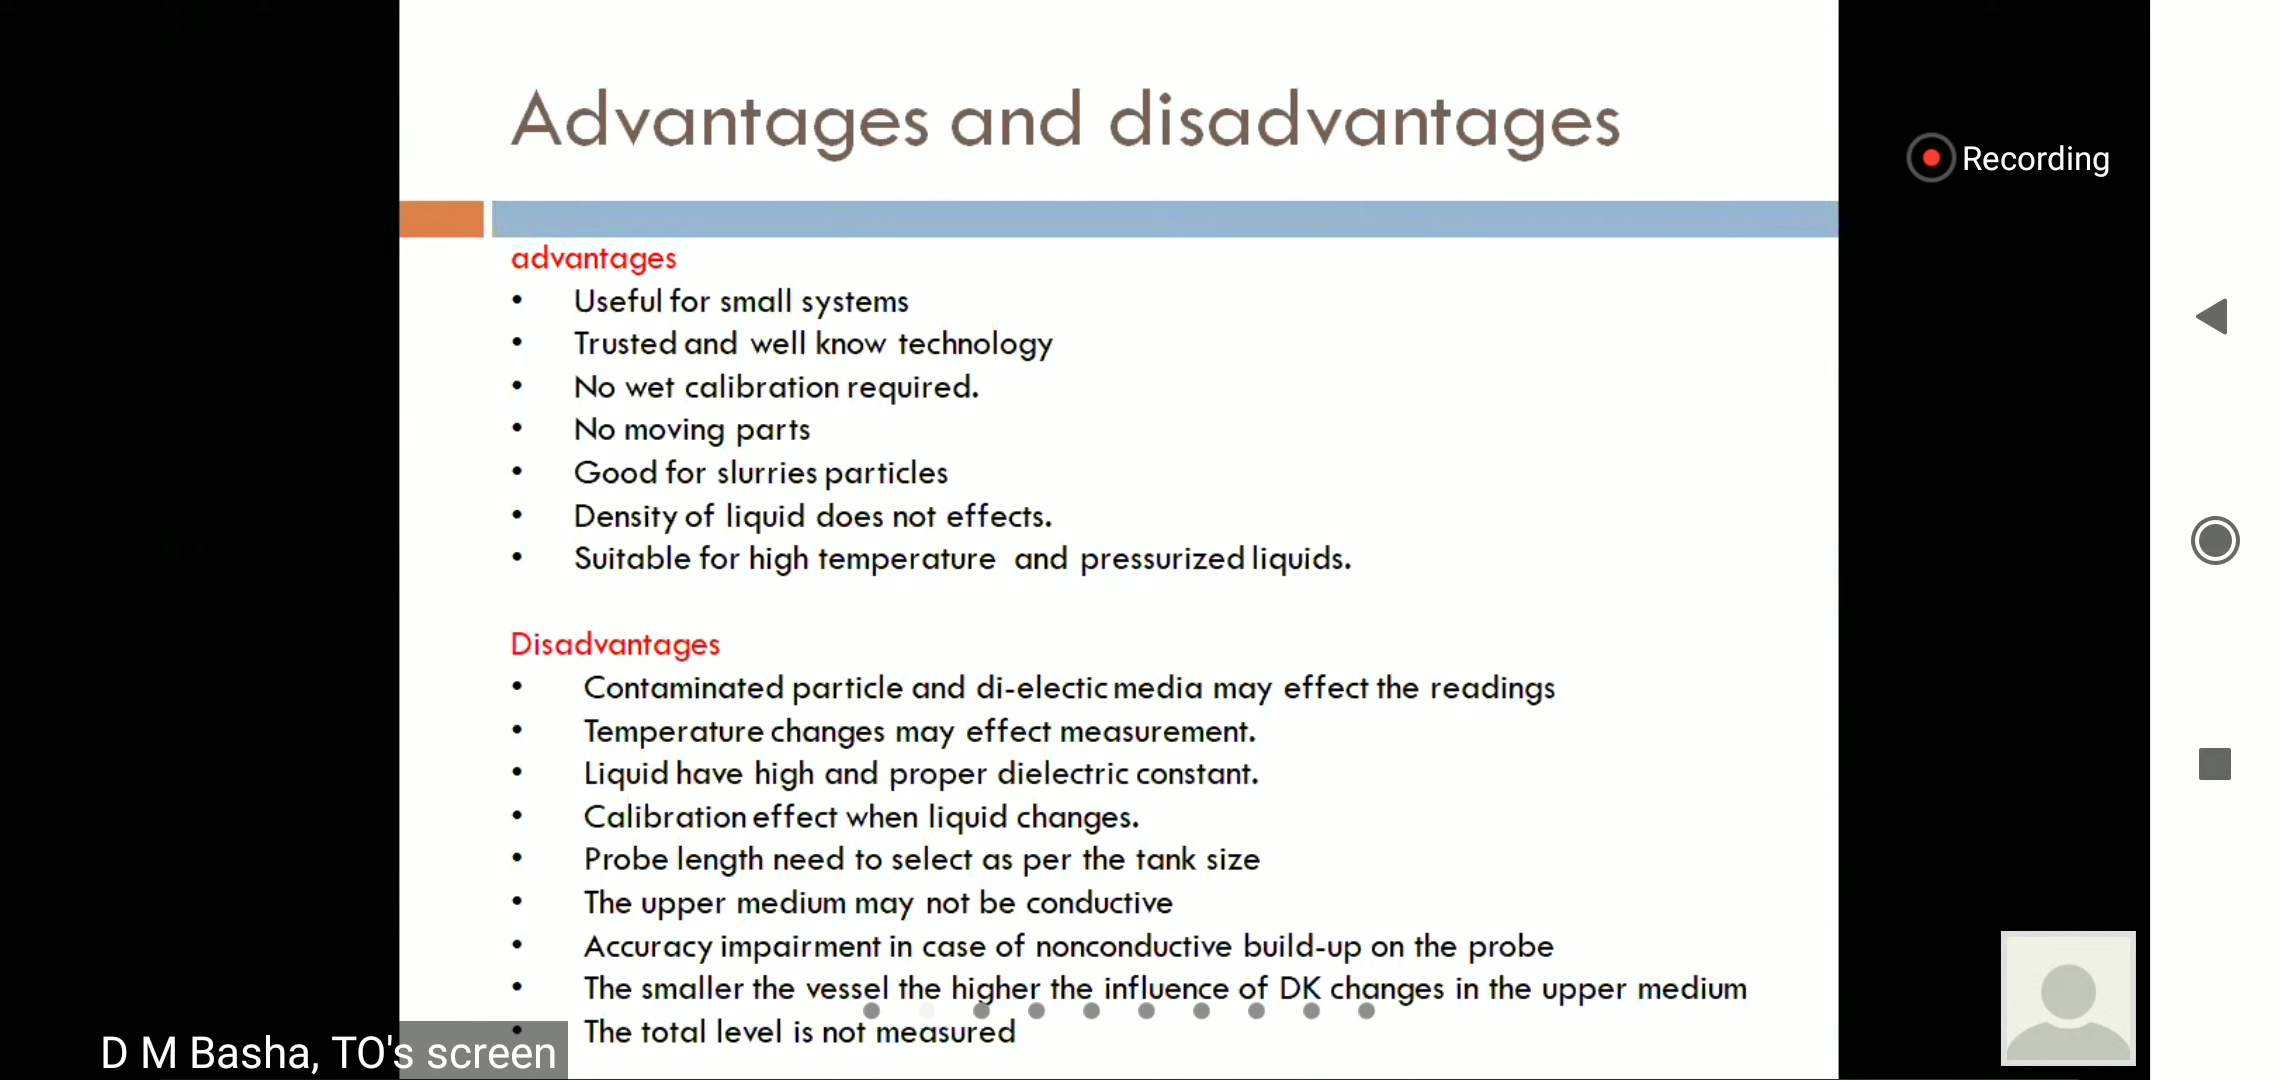 Advantages and disadvantages
Recording
advantages
• Useful for small systems
• Trusted and well know technology
• No wet calibration required.
• No moving parts
• Good for slurries particles
• Density of liquid does not effects.
• Suitable for high temperature and pressurized liquids.
Disadvantages
• Contaminated particle and di-electic media may effect the readings
• Temperature changes may effect measurement.
• Liquid have high and proper dielectric constant.
• Calibration effect when liquid changes.
• Probe length need to select as per the tank size
• The upper medium may not be conductive
• Accuracy impairment in case of nonconductive build-up on the probe
• The smaller the vessel the higher the influence of DK changes in the upper medium
• The total level is not measured
D M Basha, TO's screen